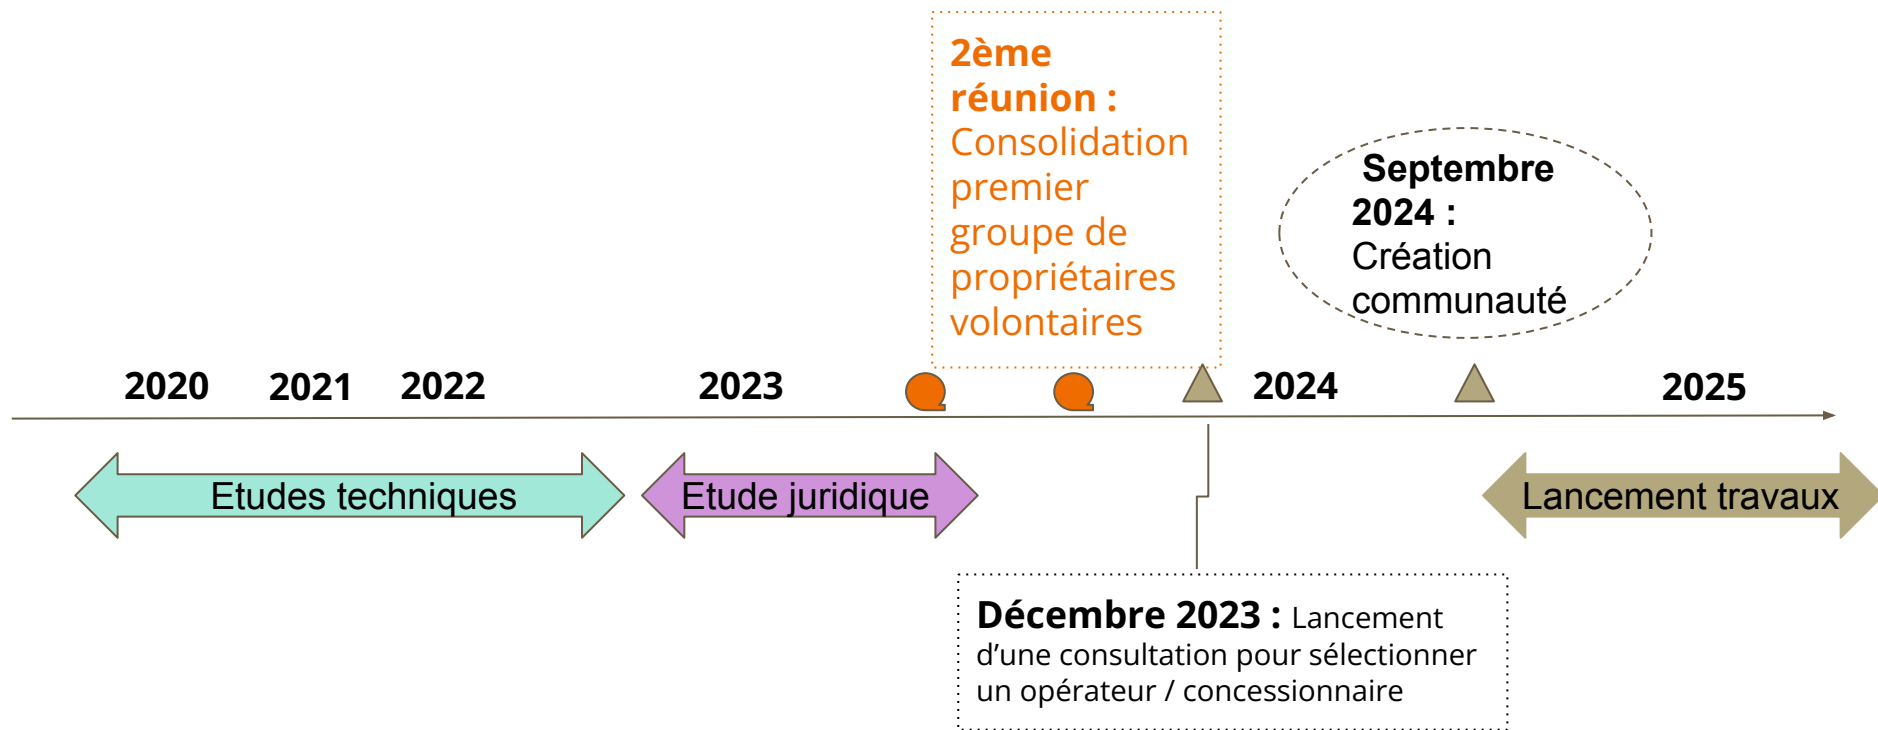 2ème
réunion :
Consolidation
premier
groupe de
propriétaires
volontaires
Septembre
2024 :
Création
communauté
2020 2021 2022 2023 2024 2025
Etudes techniques
Etude juridique
Lancement travaux
Décembre 2023 : Lancement
d’une consultation pour sélectionner
un opérateur / concessionnaire